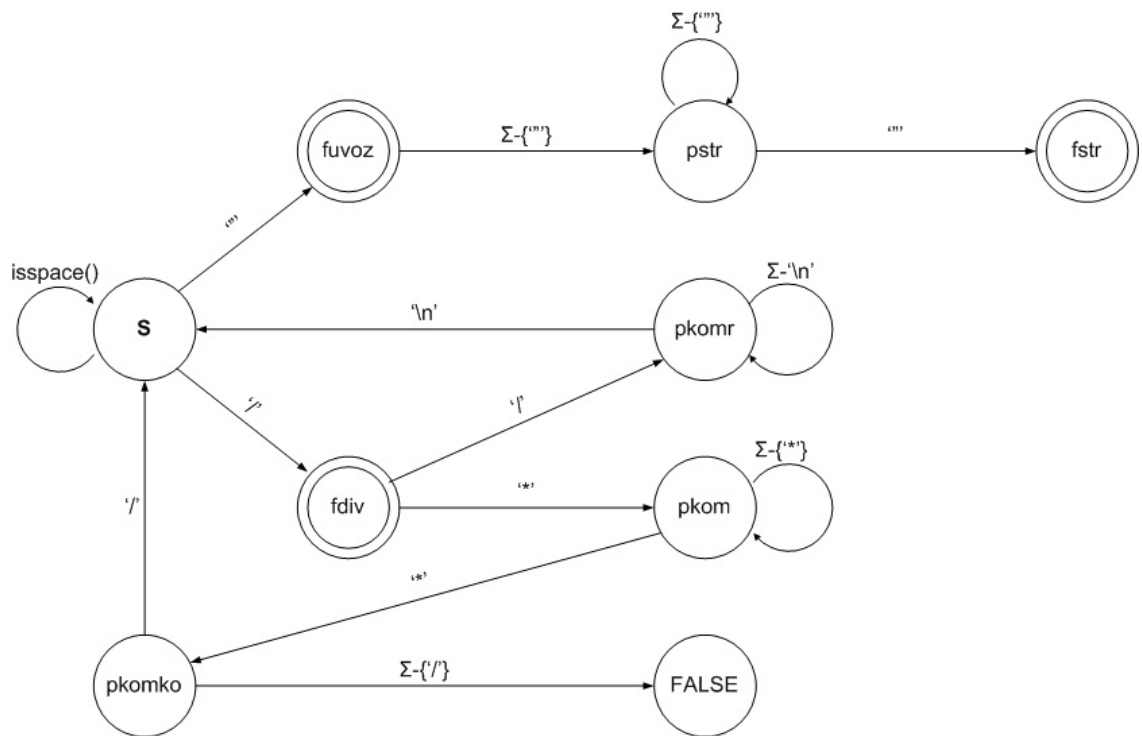 Σ-{‘”’}
fuvoz
Σ-{‘”’}
pstr
‘”’
fstr
‘”’
isspace()
S
‘\n’
pkomr
Σ-‘\n’
‘/’
‘/’
fdiv
‘*’
pkom
Σ-{‘*’}
‘/’
‘*’
pkomko
Σ-{‘/’}
FALSE